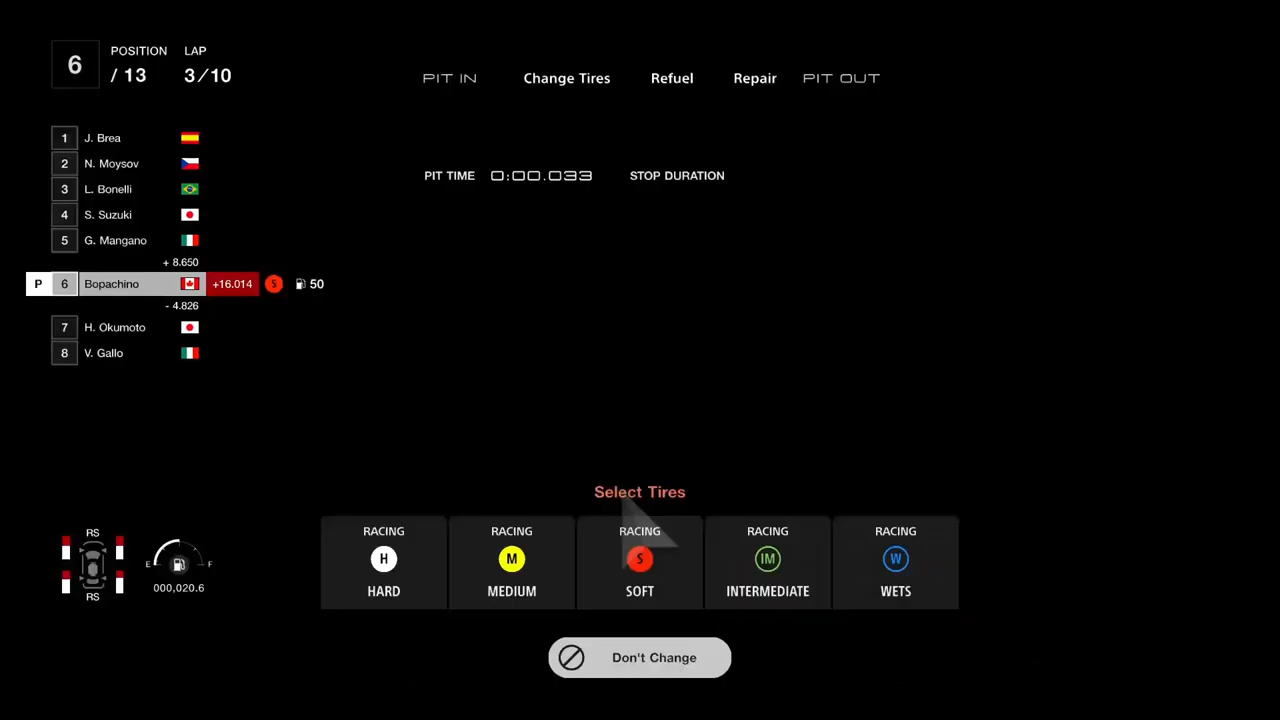 6
POSITION
/ 13
LAP
3/10
PIT IN
Change Tires
Refuel
Repair
PIT OUT
PIT TIME 0:00.033
STOP DURATION
1 J. Brea
2 N. Moysov
3 L. Bonelli
4 S. Suzuki
5 G. Mangano
+ 8.650
P 6 Bopachino +16.014 S 50
- 4.826
7 H. Okumoto
8 V. Gallo
Select Tires
RACING
H
HARD
RACING
M
MEDIUM
RACING
S
SOFT
RACING
IM
INTERMEDIATE
RACING
W
WETS
RS
RS
E F
000,020.6
Don't Change